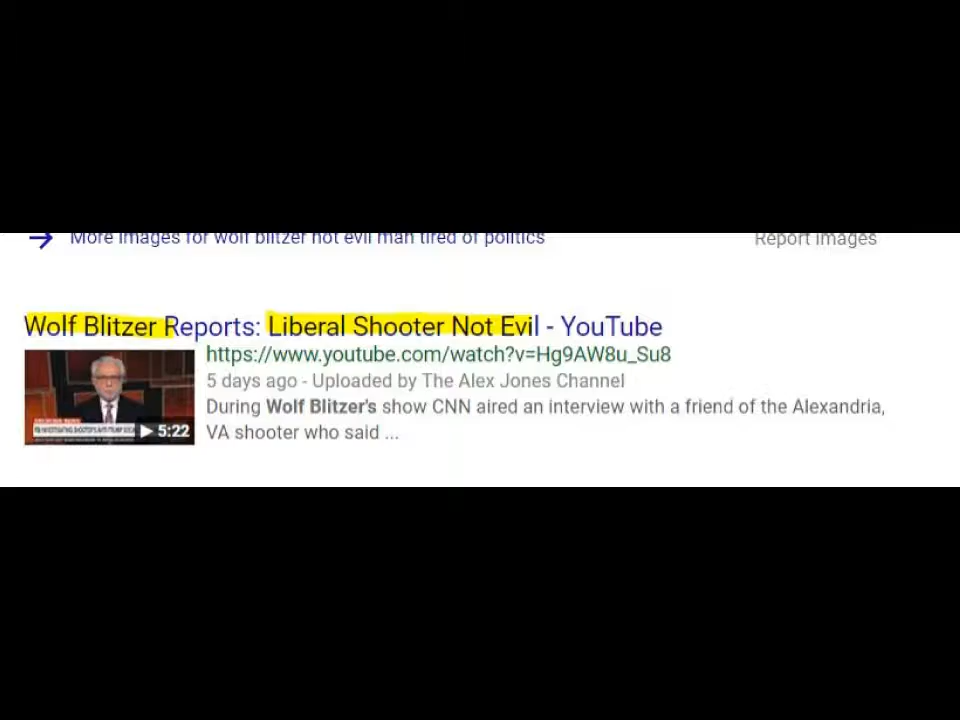 More images for wolf blitzer not evil man tired of politics
Report images
Wolf Blitzer Reports: Liberal Shooter Not Evil - YouTube
https://www.youtube.com/watch?v=Hg9AW8u_Su8
5 days ago - Uploaded by The Alex Jones Channel
During Wolf Blitzer's show CNN aired an interview with a friend of the Alexandria,
VA shooter who said ...
5:22